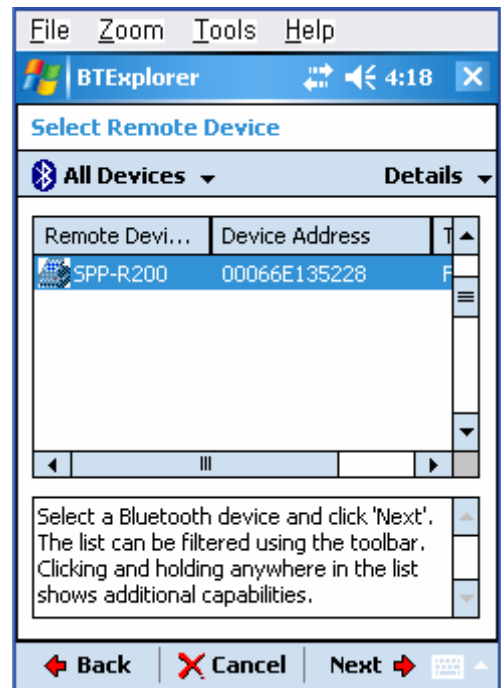 File Zoom Tools Help
BTExplorer 4:18
Select Remote Device
All Devices Details
Remote Devi... Device Address T
SPP-R200 00066E135228 F
Select a Bluetooth device and click 'Next'.
The list can be filtered using the toolbar.
Clicking and holding anywhere in the list
shows additional capabilities.
Back Cancel Next